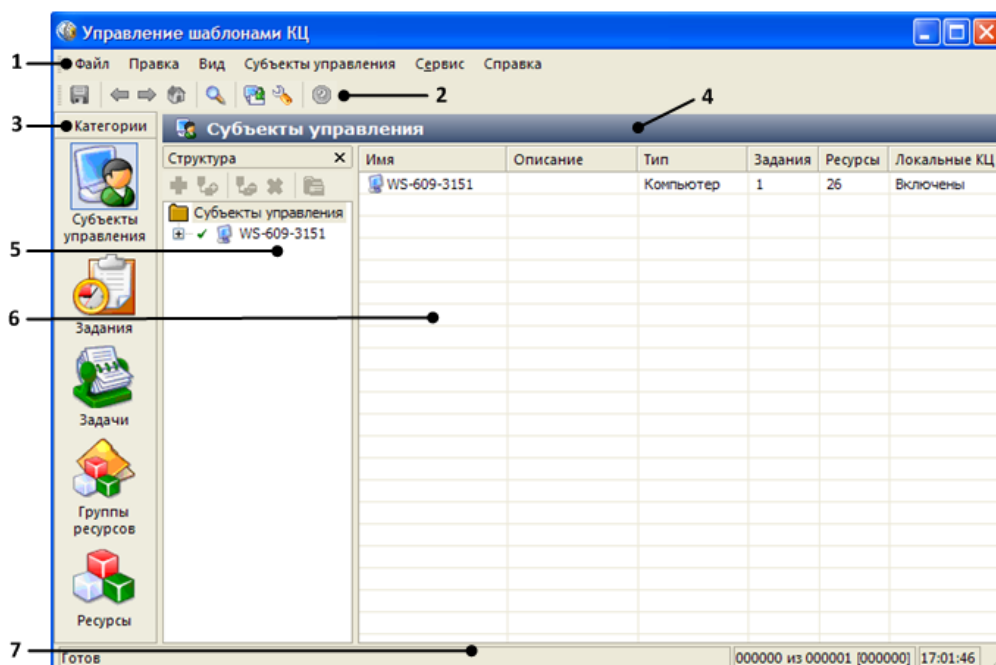 Управление шаблонами КЦ
1
Файл Правка Вид Субъекты управления Сервис Справка
2
3
Категории
Субъекты управления
4
Структура
Имя Описание Тип Задания Ресурсы Локальные КЦ
WS-609-3151 Компьютер 1 26 Включены
Субъекты управления
WS-609-3151
Субъекты
управления
5
6
Задания
Задачи
Группы
ресурсов
Ресурсы
7
Готов 000000 из 000001 [000000] 17:01:46